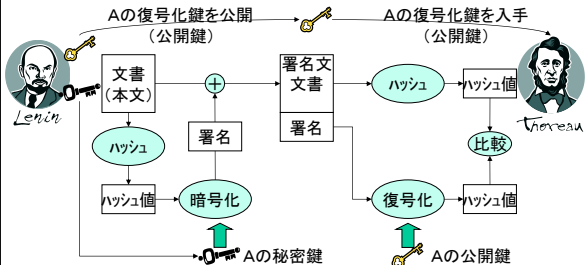 Aの復号化鍵を公開
(公開鍵)
Aの復号化鍵を入手
(公開鍵)
Lenin
文書
(本文)
+
署名文
文書
署名
ハッシュ
ハッシュ値
Thoreau
ハッシュ
署名
比較
ハッシュ値
暗号化
復号化
ハッシュ値
Aの秘密鍵
Aの公開鍵